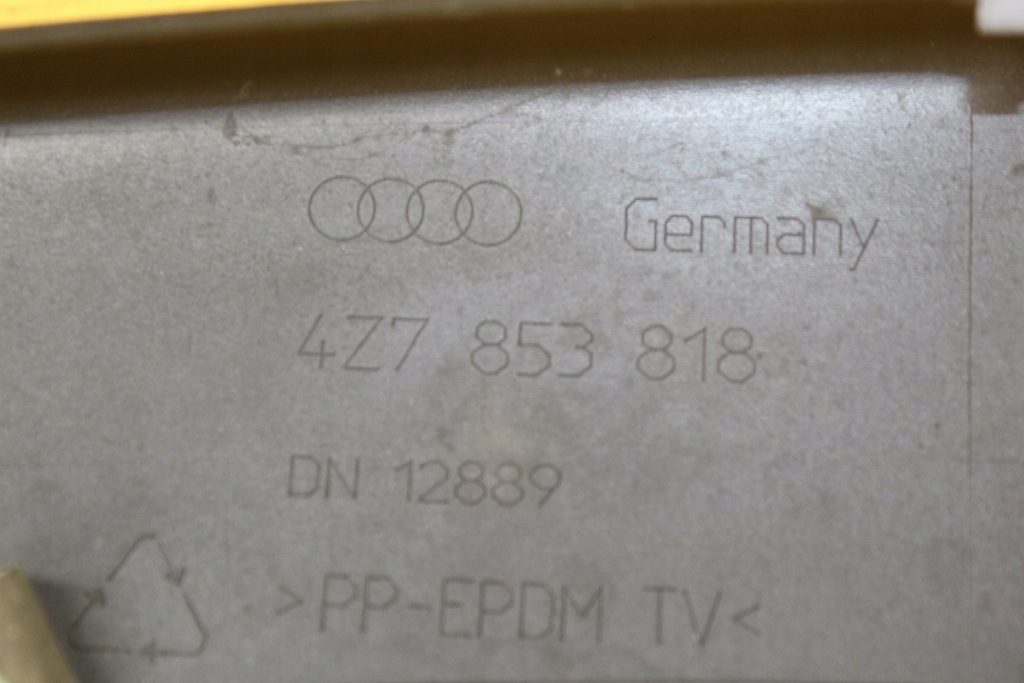 Germany
4Z7 853 818
DN 12889
>PP-EPDM TV<